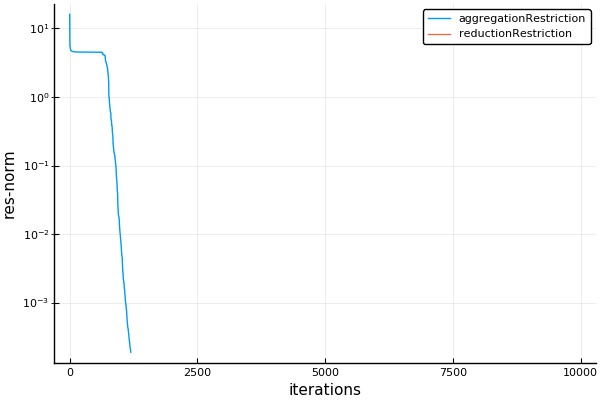 aggregationRestriction
reductionRestriction
10¹
10⁰
10⁻¹
10⁻²
10⁻³
res-norm
0 2500 5000 7500 10000
iterations